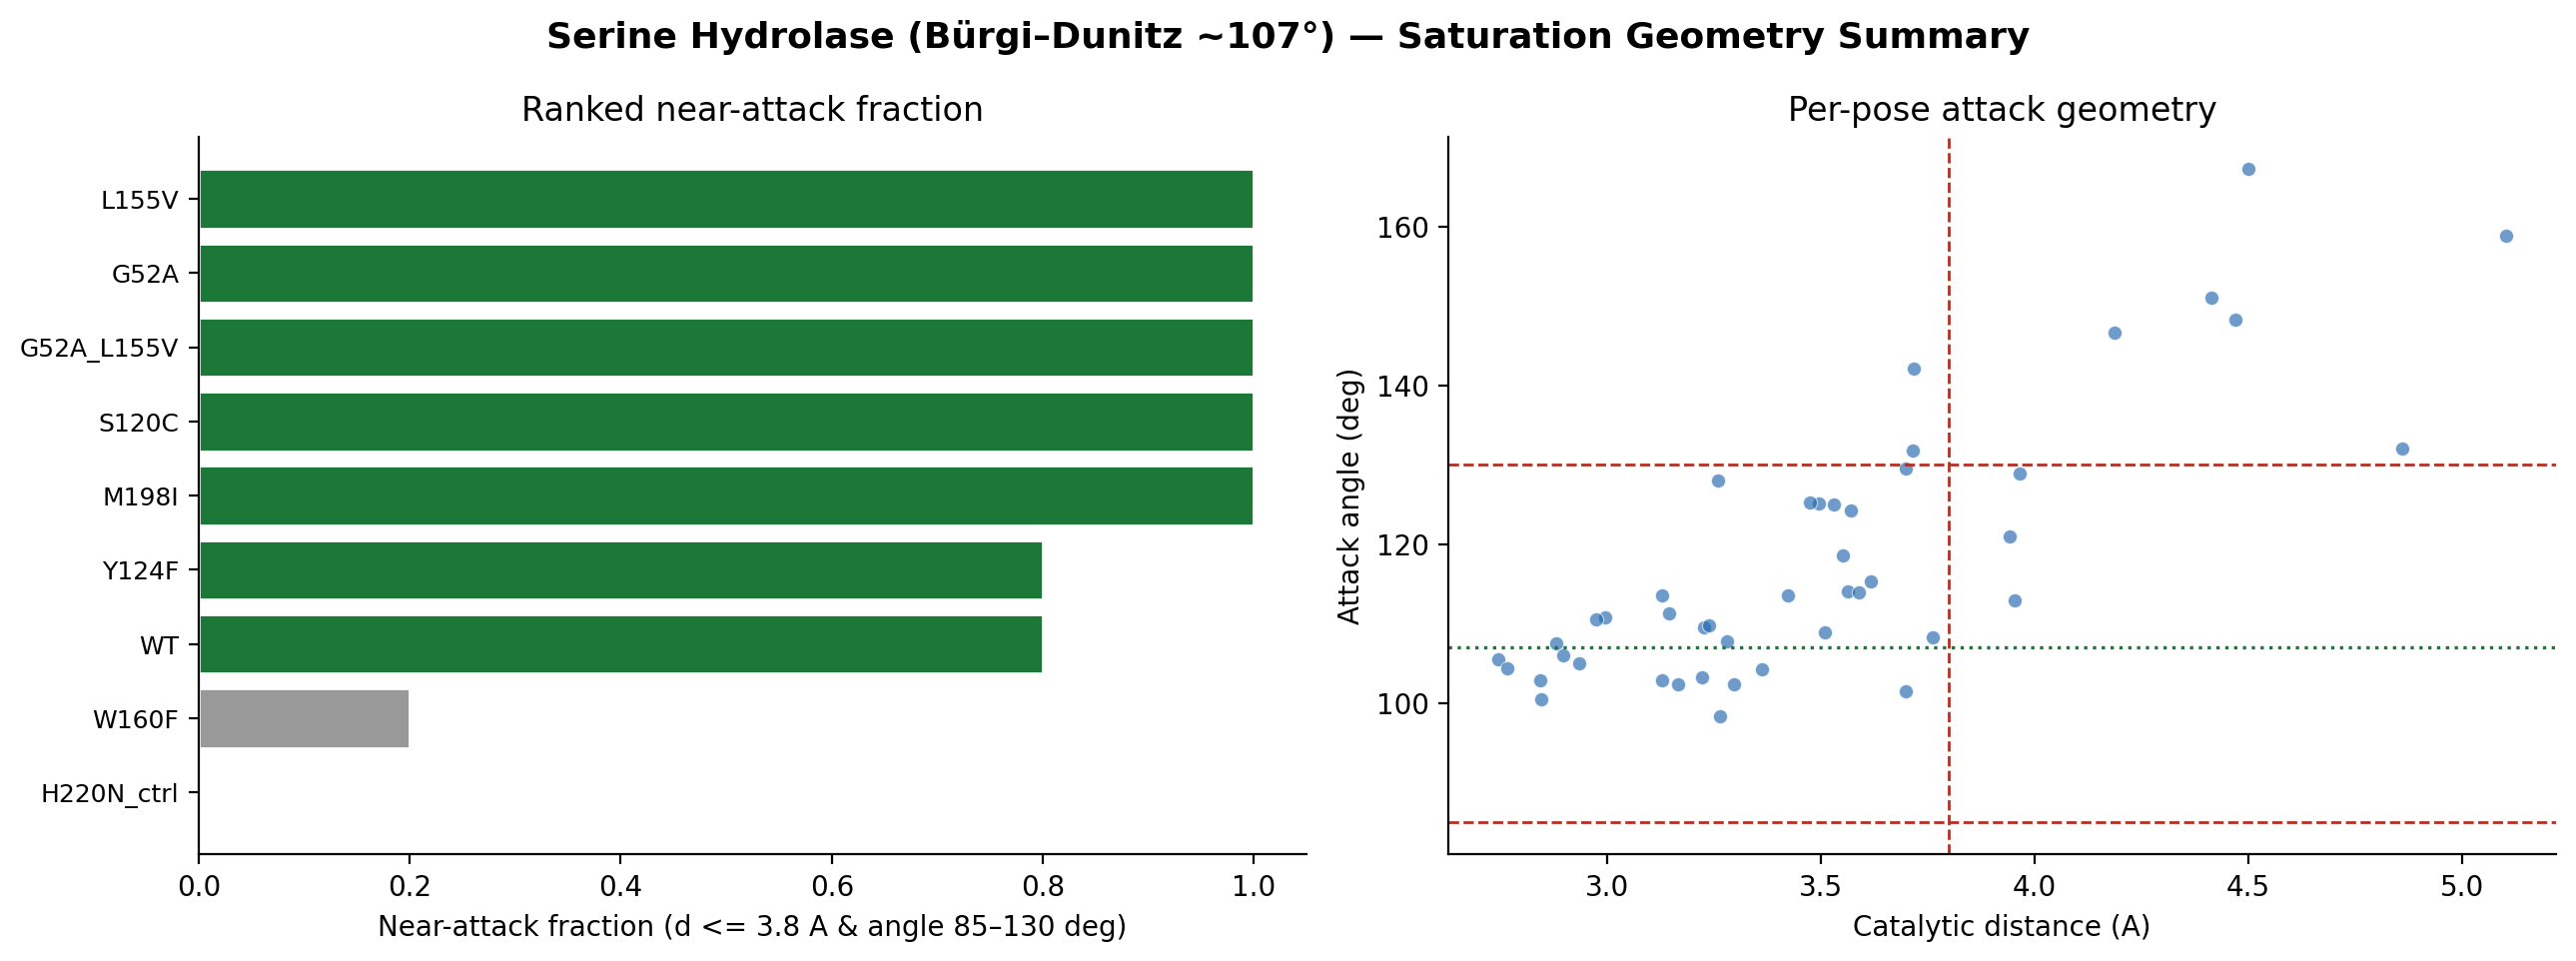 Serine Hydrolase (Bürgi–Dunitz ~107°) — Saturation Geometry Summary
Ranked near-attack fraction
L155V
G52A
G52A_L155V
S120C
M198I
Y124F
WT
W160F
H220N_ctrl
0.0 0.2 0.4 0.6 0.8 1.0
Near-attack fraction (d <= 3.8 A & angle 85–130 deg)
Per-pose attack geometry
Attack angle (deg)
160
140
120
100
3.0 3.5 4.0 4.5 5.0
Catalytic distance (A)